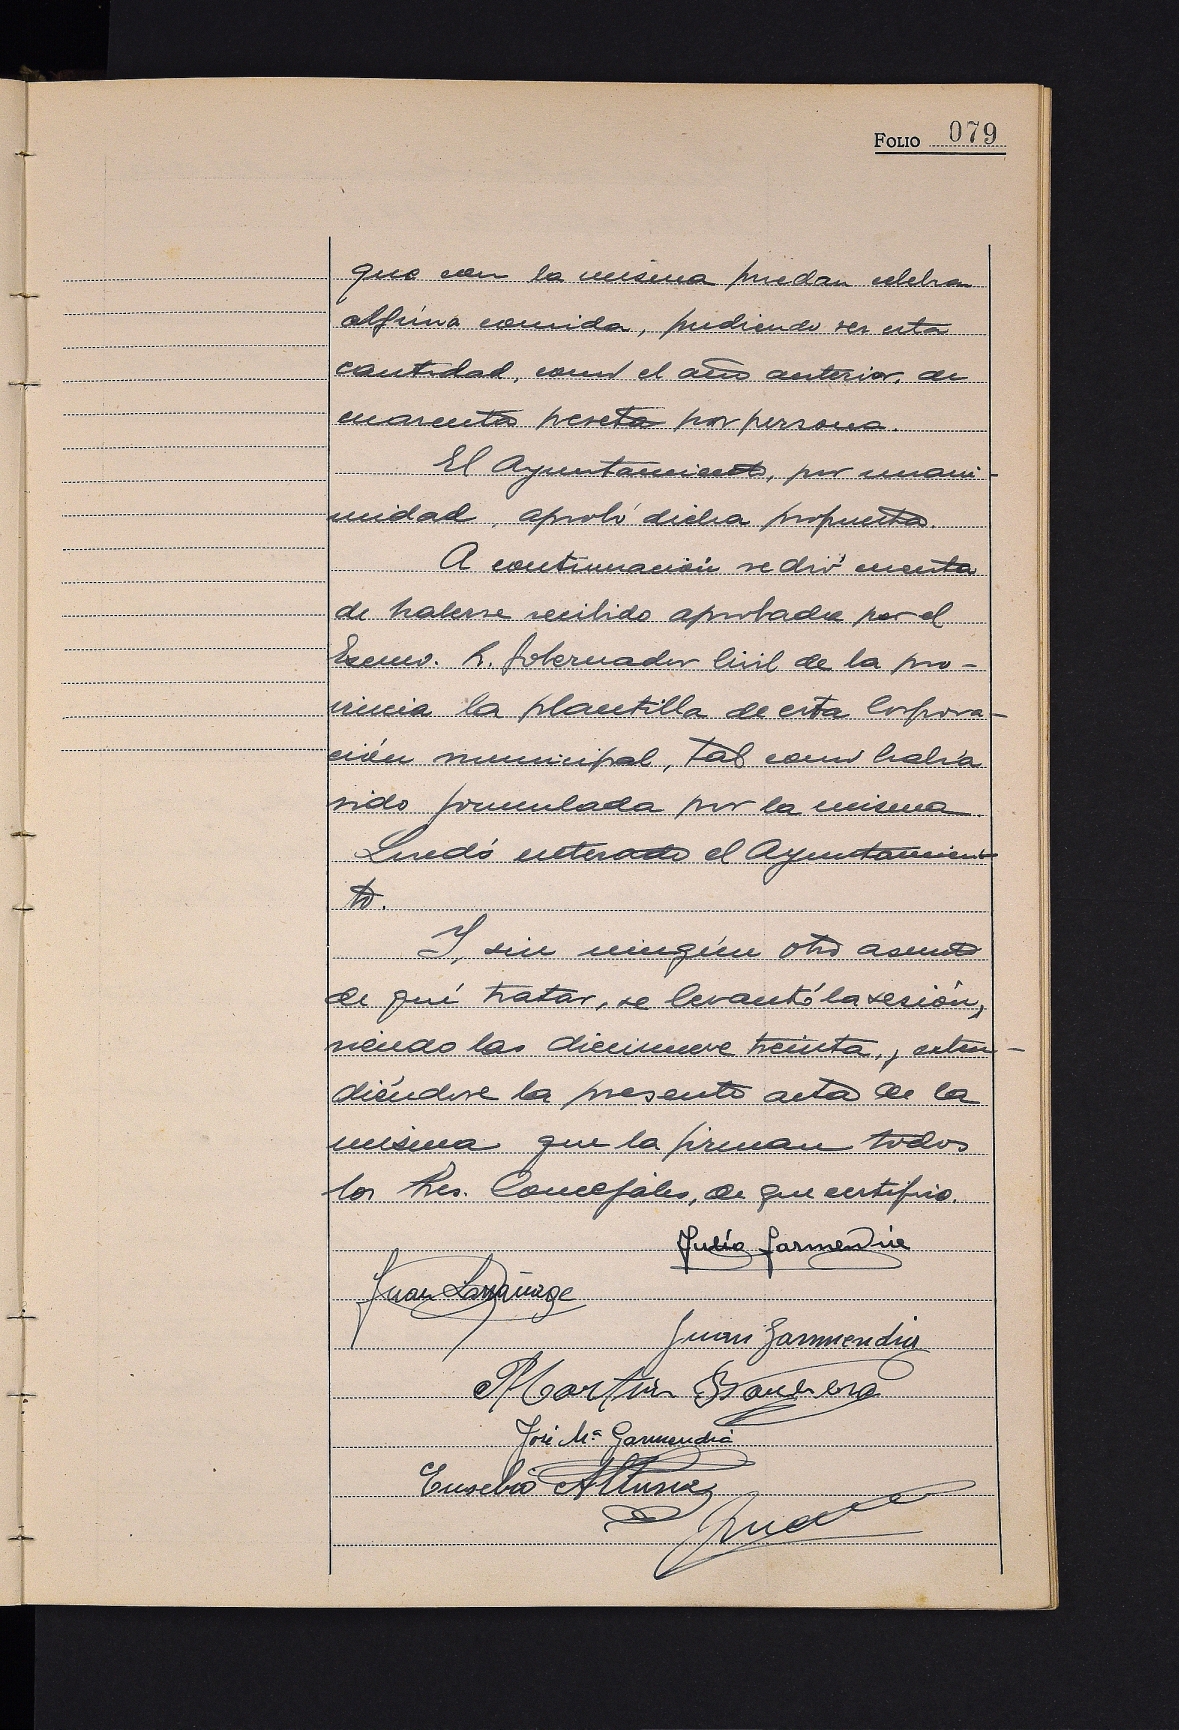 FOLIO 079
que con la misma puedan celebrar
alguna comida, pudiendo ser esta
cantidad, como el año anterior, de
cuarenta peseta por persona.
El Ayuntamiento, por unani-
midad, aprobó dicha propuesta.
A continuación se dió cuenta
de haberse recibido aprobada por el
Excmo. Sr. Gobernador Civil de la pro-
vincia la plantilla de esta Corpora-
ción municipal, tal como había
sido formulada por la misma.
Quedó enterado el Ayuntamien-
to.
Y, sin ningún otro asunto
de qué tratar, se levantó la sesión,
siendo las diecinueve treinta, exten-
diéndose la presente acta de la
misma que la firman todos
los Sres. Concejales, de que certifico.
Julio Garmendia
Juan Larrañaga
Juan Garmendia
Martin
José Mª Garmendia
Eusebio Altuna